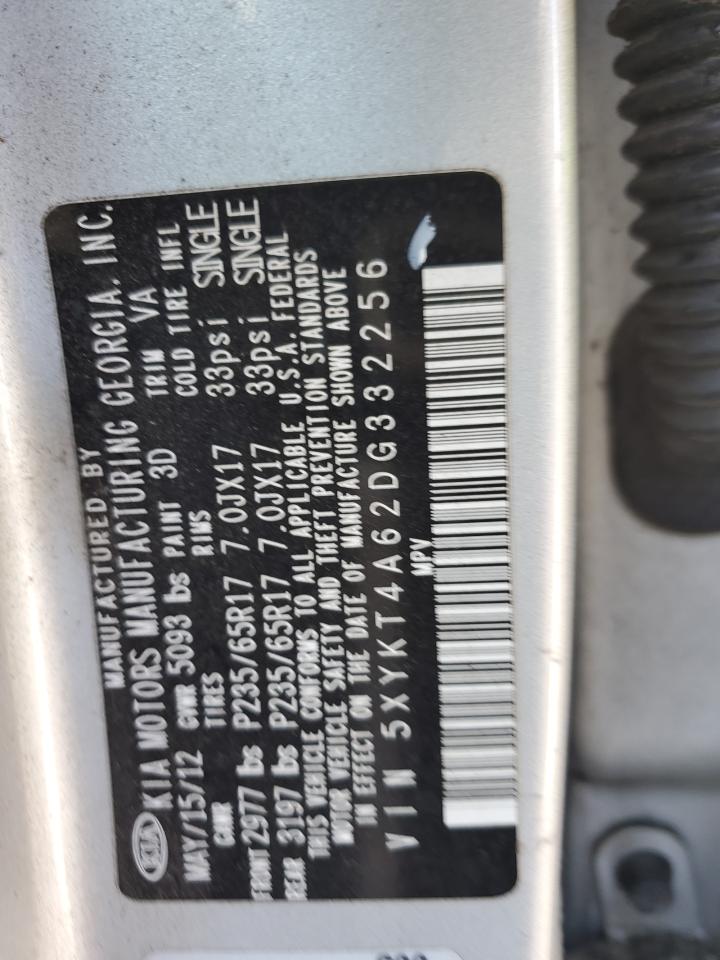 MANUFACTURED BY
KIA KIA MOTORS MANUFACTURING GEORGIA, INC.
MAY/15/12 GVWR 5093 lbs PAINT 3D TRIM VA
GAWR TIRES RIMS COLD TIRE INFL
FRONT 2977 lbs P235/65R17 7.0JX17 33psi SINGLE
REAR 3197 lbs P235/65R17 7.0JX17 33psi SINGLE
THIS VEHICLE CONFORMS TO ALL APPLICABLE U.S.A. FEDERAL
MOTOR VEHICLE SAFETY AND THEFT PREVENTION STANDARDS
IN EFFECT ON THE DATE OF MANUFACTURE SHOWN ABOVE
VIN 5XYKT4A62DG332256
MPV